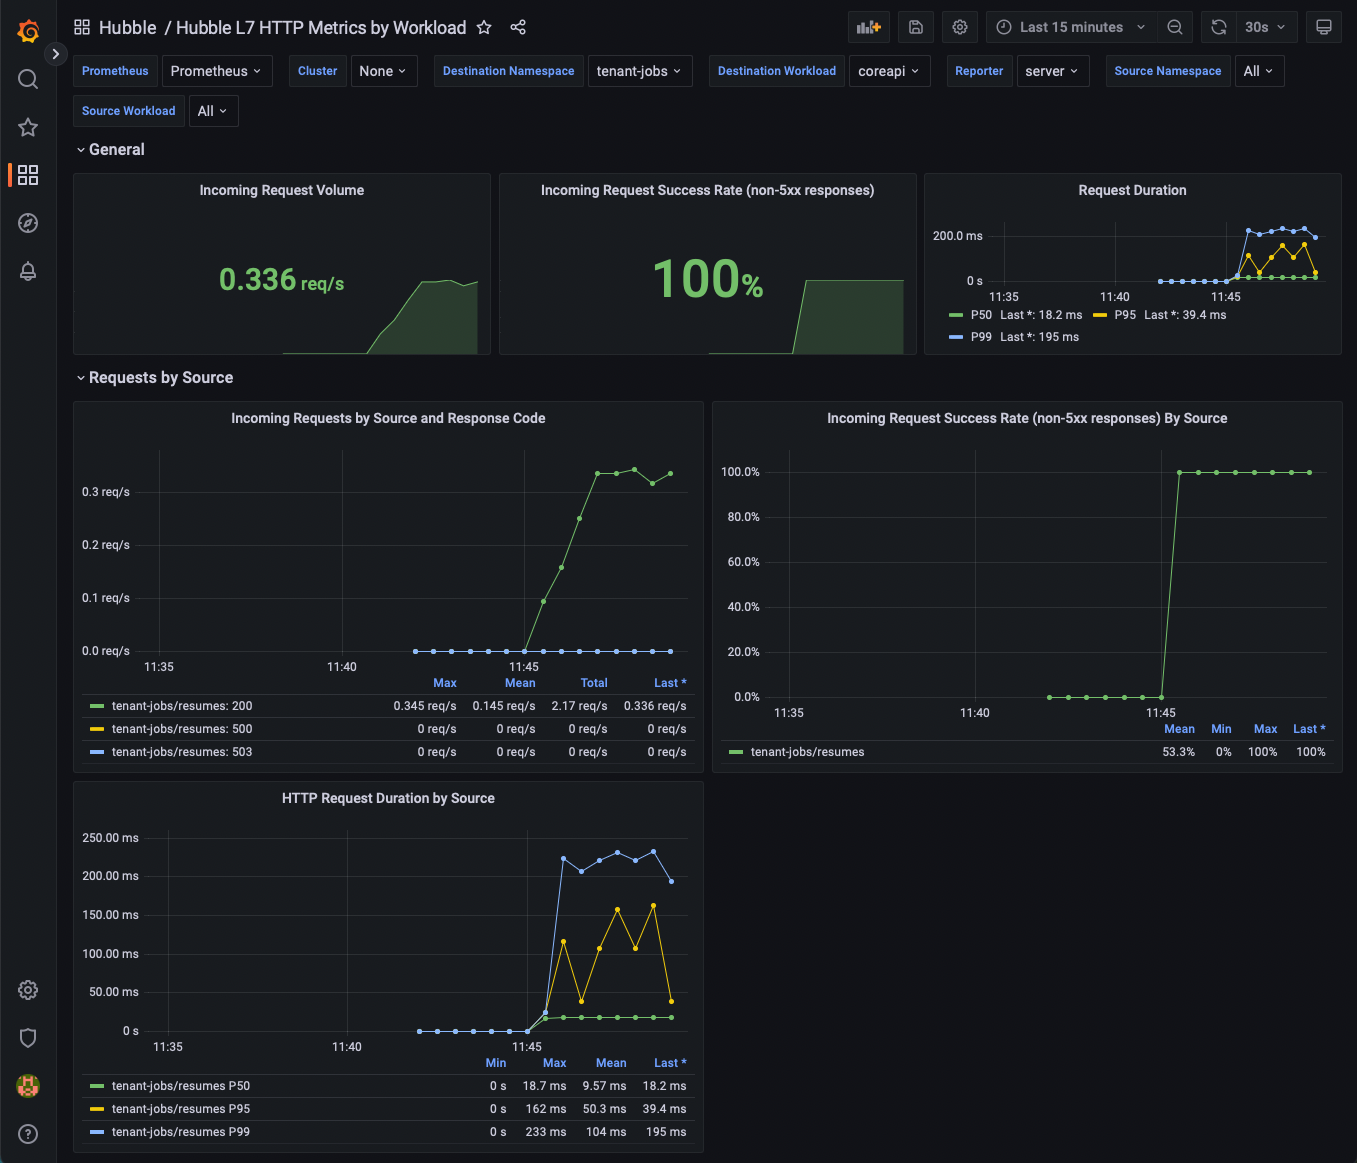 Hubble / Hubble L7 HTTP Metrics by Workload
Last 15 minutes
30s
Prometheus Prometheus Cluster None Destination Namespace tenant-jobs Destination Workload coreapi Reporter server Source Namespace All
Source Workload All
General
Incoming Request Volume
0.336 req/s
Incoming Request Success Rate (non-5xx responses)
100%
Request Duration
200.0 ms
0 s
11:35 11:40 11:45
P50 Last *: 18.2 ms P95 Last *: 39.4 ms
P99 Last *: 195 ms
Requests by Source
Incoming Requests by Source and Response Code
0.3 req/s
0.2 req/s
0.1 req/s
0.0 req/s
11:35 11:40 11:45
Max Mean Total Last *
tenant-jobs/resumes: 200 0.345 req/s 0.145 req/s 2.17 req/s 0.336 req/s
tenant-jobs/resumes: 500 0 req/s 0 req/s 0 req/s 0 req/s
tenant-jobs/resumes: 503 0 req/s 0 req/s 0 req/s 0 req/s
Incoming Request Success Rate (non-5xx responses) By Source
100.0%
80.0%
60.0%
40.0%
20.0%
0.0%
11:35 11:40 11:45
Mean Min Max Last *
tenant-jobs/resumes 53.3% 0% 100% 100%
HTTP Request Duration by Source
250.00 ms
200.00 ms
150.00 ms
100.00 ms
50.00 ms
0 s
11:35 11:40 11:45
Min Max Mean Last *
tenant-jobs/resumes P50 0 s 18.7 ms 9.57 ms 18.2 ms
tenant-jobs/resumes P95 0 s 162 ms 50.3 ms 39.4 ms
tenant-jobs/resumes P99 0 s 233 ms 104 ms 195 ms